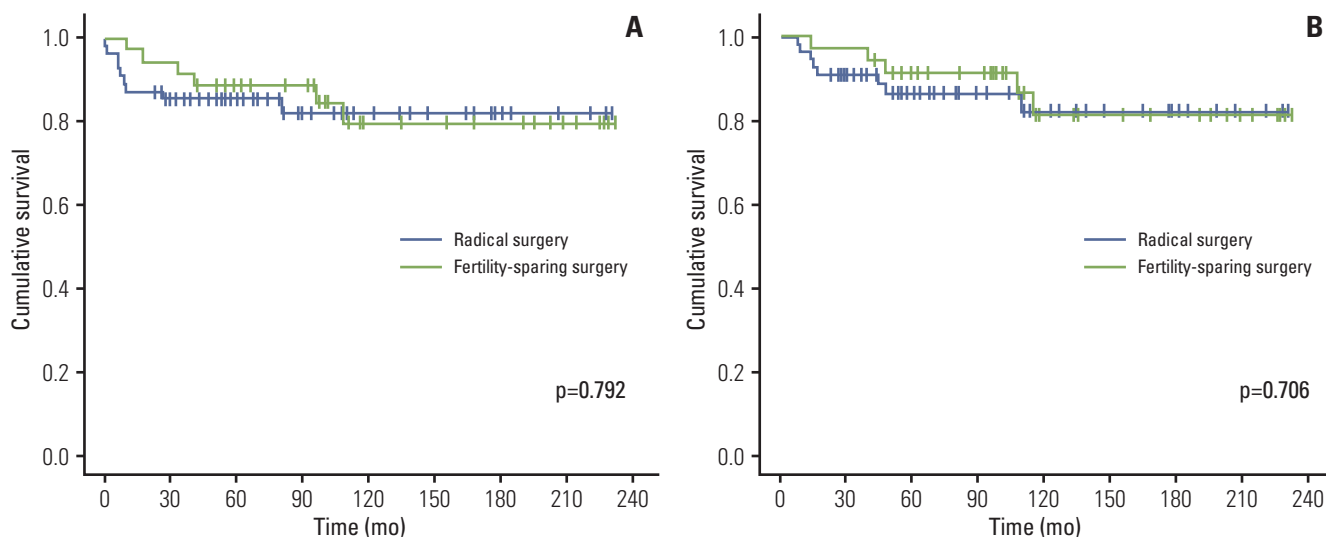 A
Cumulative survival
1.0
0.8
0.6
0.4
0.2
0.0
Radical surgery
Fertility-sparing surgery
p=0.792
0 30 60 90 120 150 180 210 240
Time (mo)
B
Cumulative survival
1.0
0.8
0.6
0.4
0.2
0.0
Radical surgery
Fertility-sparing surgery
p=0.706
0 30 60 90 120 150 180 210 240
Time (mo)